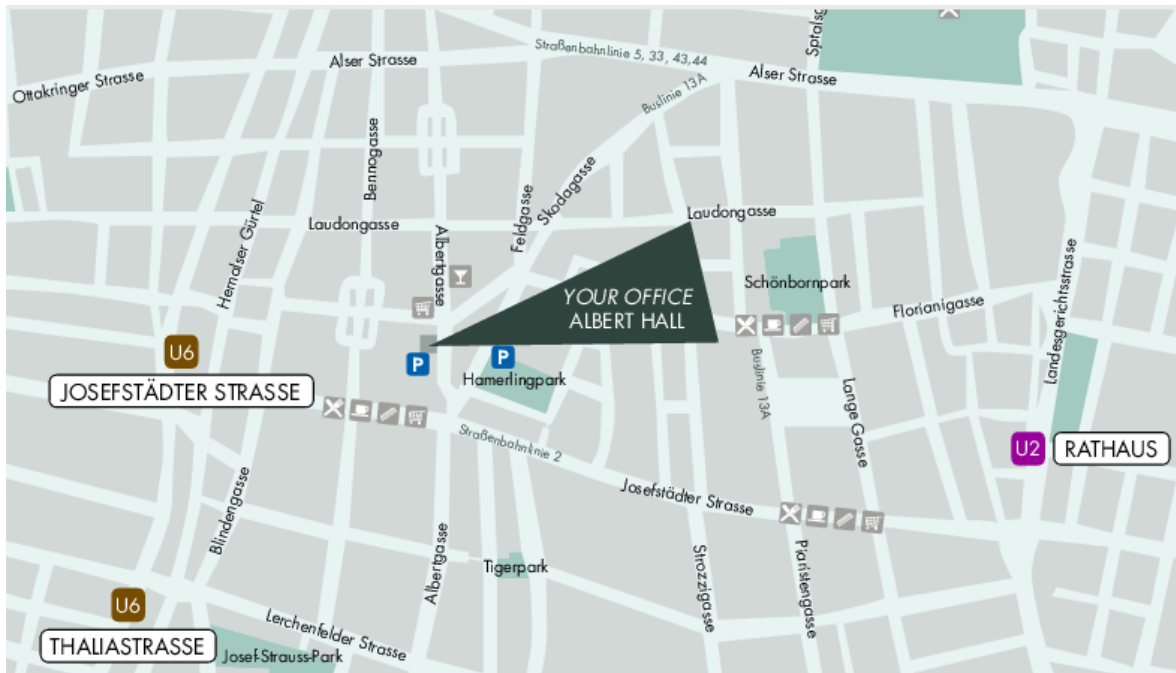 Straßenbahnlinie 5, 33, 43,44
Alser Strasse
Alser Strasse
Ottakringer Strasse
Buslinie 13A
Bennogasse
Skodagasse
Feldgasse
Laudongasse
Laudongasse
Hernalser Gürtel
Albertgasse
Landesgerichtsstrasse
Schönbornpark
YOUR OFFICE
ALBERT HALL
Florianigasse
U6
JOSEFSTÄDTER STRASSE
P
P
Hamerlingpark
Buslinie 13A
Lange Gasse
Straßenbahnlinie 2
U2
RATHAUS
Josefstädter Strasse
Blindengasse
Albertgasse
Tigerpark
Strozzigasse
Piaristengasse
U6
THALIASTRASSE
Lerchenfelder Strasse
Josef-Strauss-Park